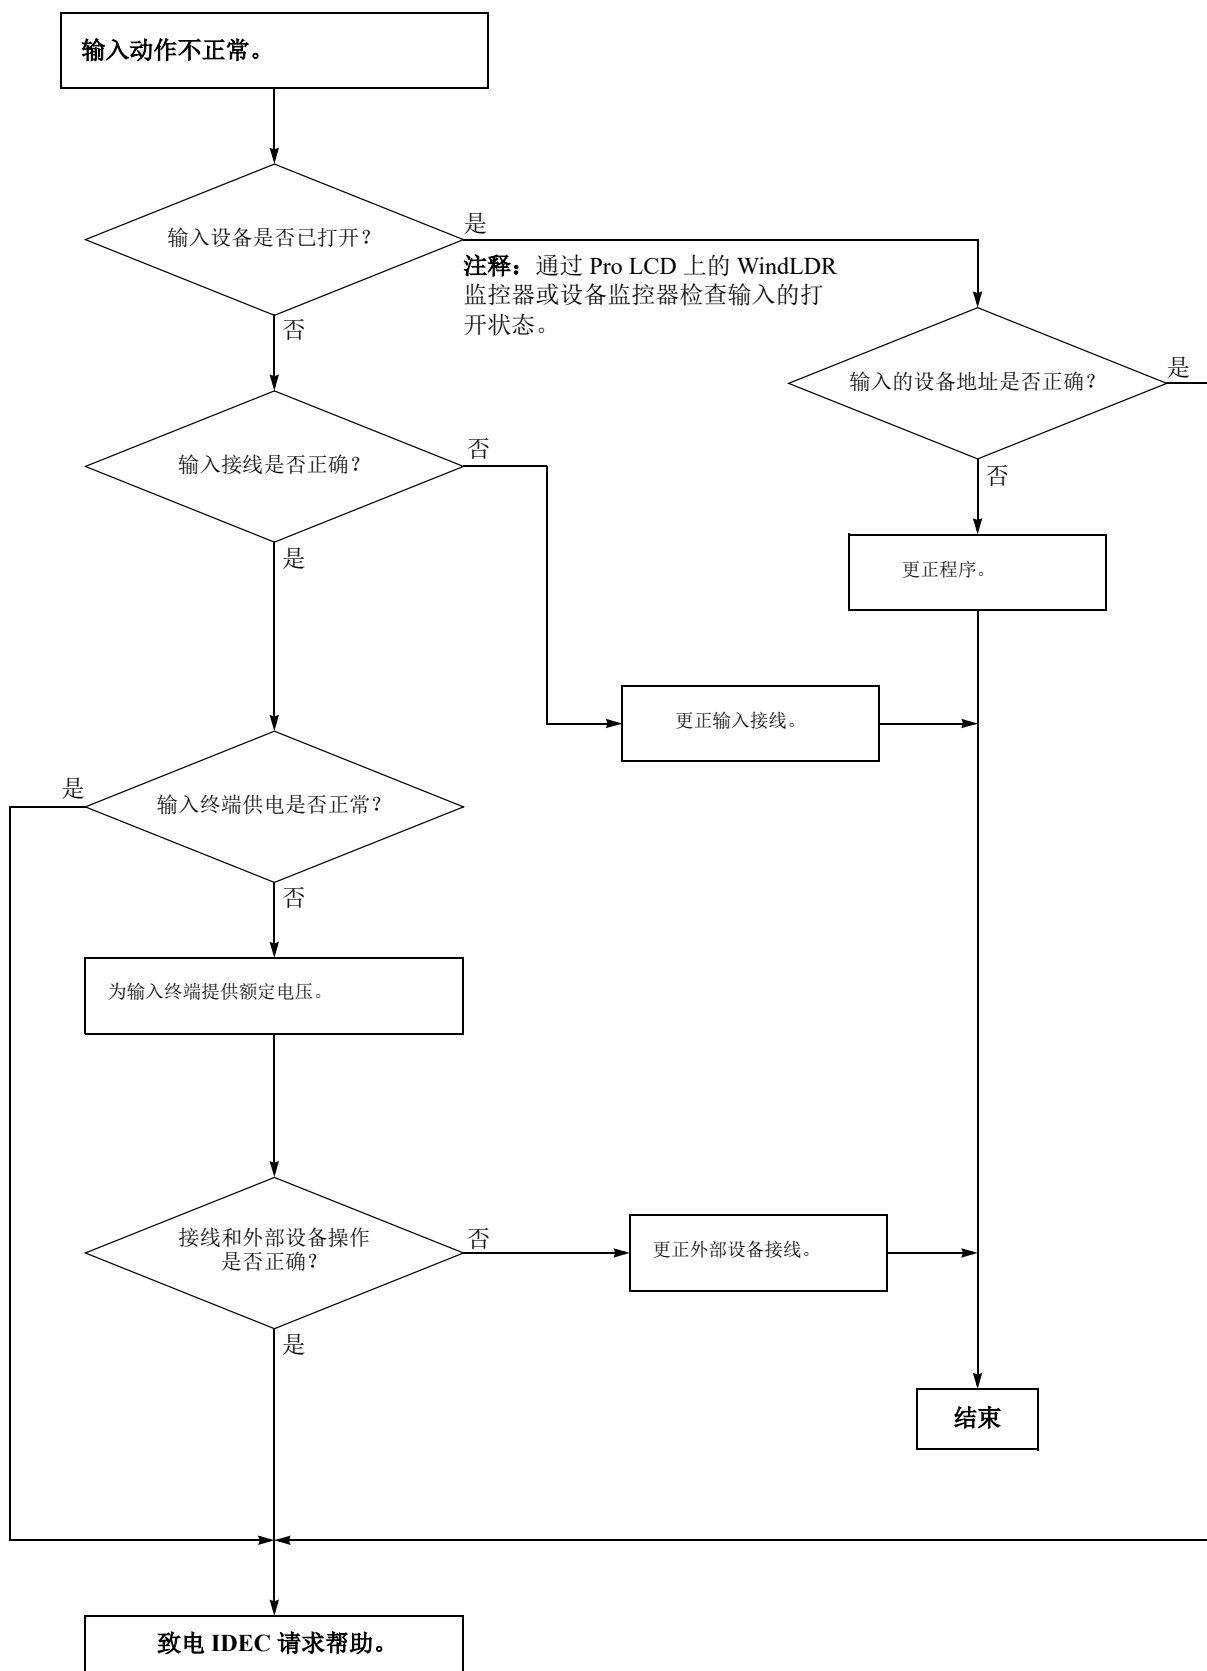 输入动作不正常。
输入设备是否已打开？
是
注释：通过 Pro LCD 上的 WindLDR
监控器或设备监控器检查输入的打
开状态。
否
输入的设备地址是否正确？
是
否
输入接线是否正确？
否
是
更正程序。
更正输入接线。
是
输入终端供电是否正常？
否
为输入终端提供额定电压。
接线和外部设备操作
是否正确？
否
更正外部设备接线。
是
结束
致电 IDEC 请求帮助。